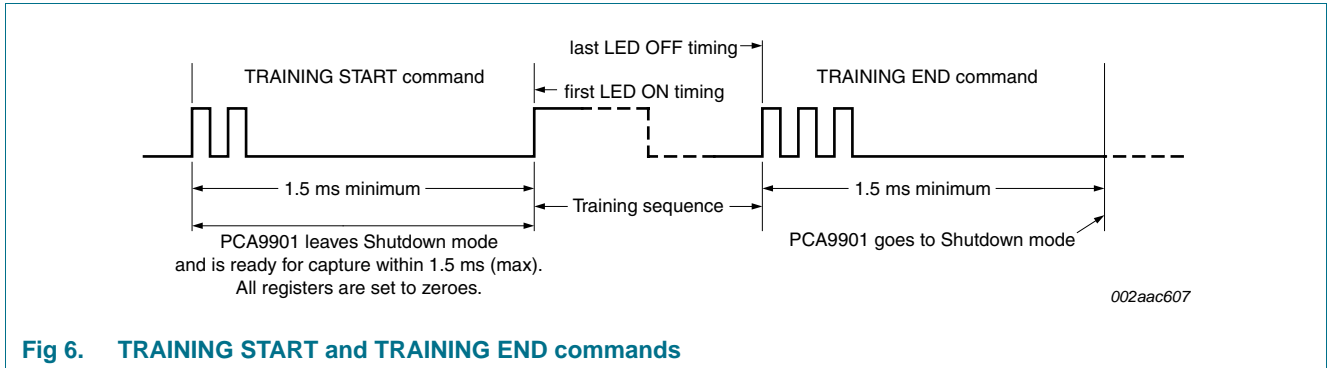 last LED OFF timing
TRAINING START command
TRAINING END command
first LED ON timing
1.5 ms minimum
1.5 ms minimum
Training sequence
PCA9901 leaves Shutdown mode
and is ready for capture within 1.5 ms (max).
All registers are set to zeroes.
PCA9901 goes to Shutdown mode
002aac607
Fig 6. TRAINING START and TRAINING END commands